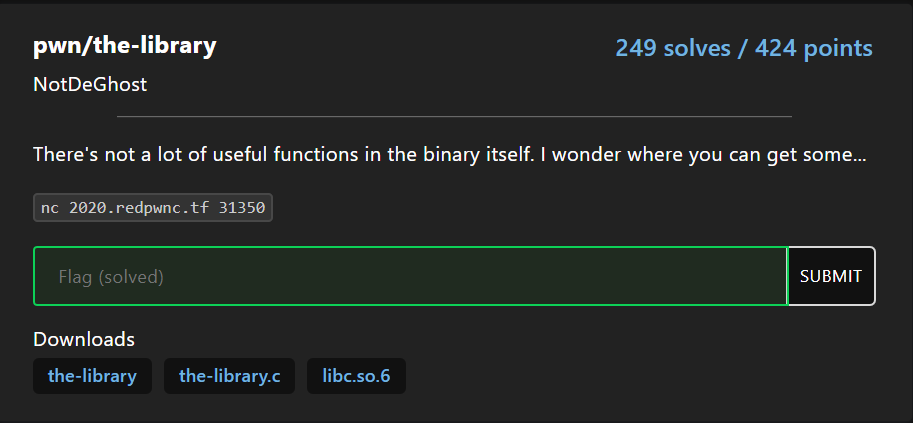 pwn/the-library
249 solves / 424 points
NotDeGhost
There's not a lot of useful functions in the binary itself. I wonder where you can get some...
nc 2020.redpwnc.tf 31350
Flag (solved)
SUBMIT
Downloads
the-library
the-library.c
libc.so.6